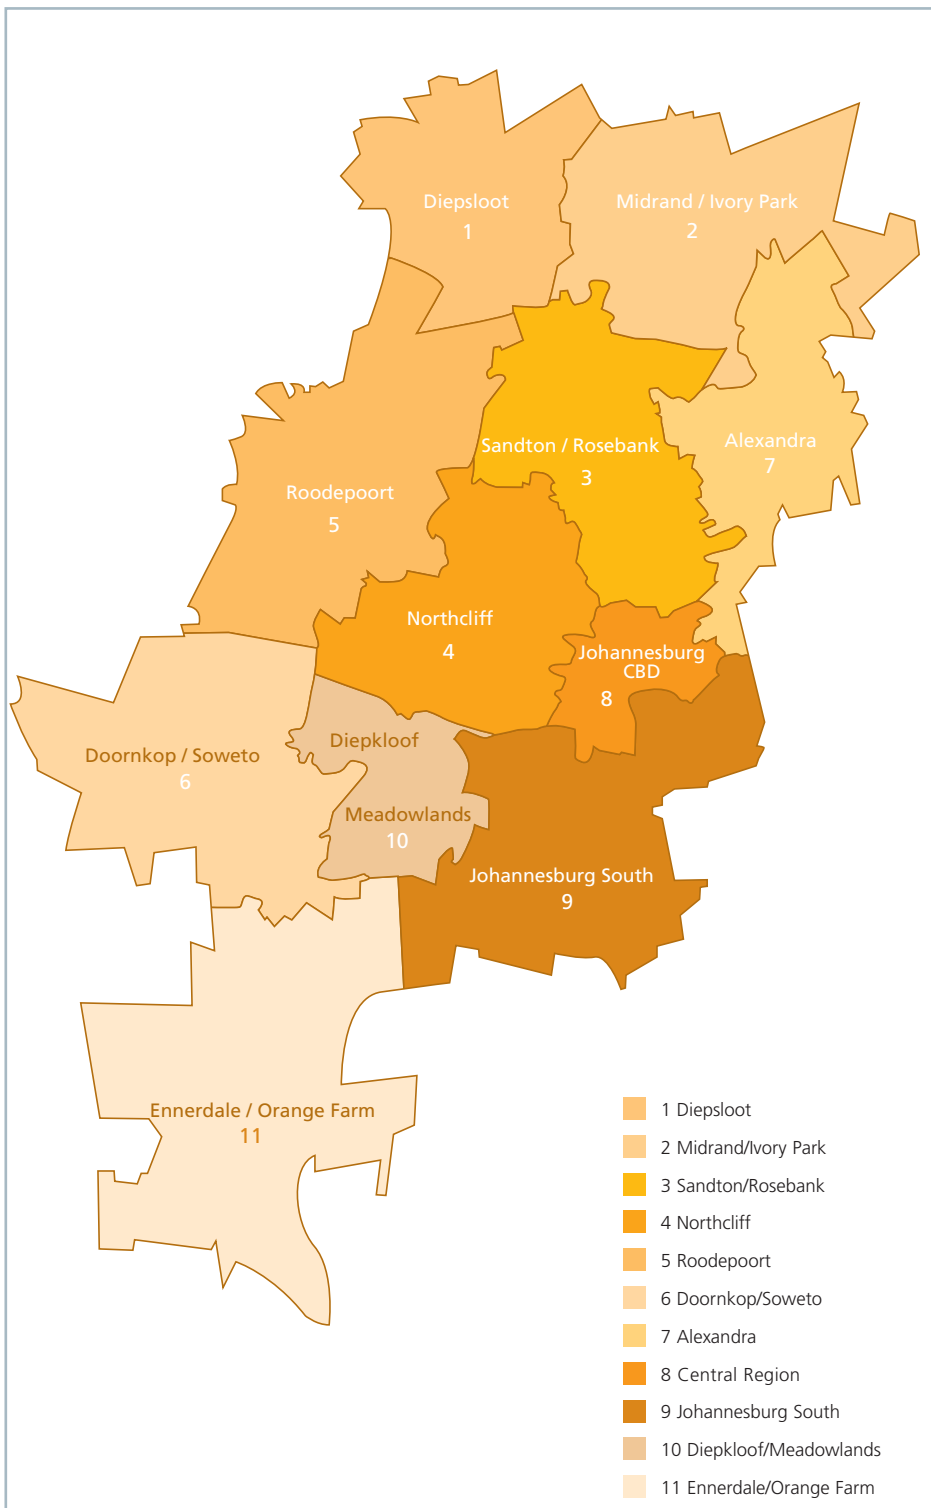 Diepsloot
1
Midrand / Ivory Park
2
Alexandra
7
Sandton / Rosebank
3
Roodepoort
5
Northcliff
4
Johannesburg
CBD
8
Diepkloof
Doornkop / Soweto
6
Meadowlands
10
Johannesburg South
9
Ennerdale / Orange Farm
11
1 Diepsloot
2 Midrand/Ivory Park
3 Sandton/Rosebank
4 Northcliff
5 Roodepoort
6 Doornkop/Soweto
7 Alexandra
8 Central Region
9 Johannesburg South
10 Diepkloof/Meadowlands
11 Ennerdale/Orange Farm